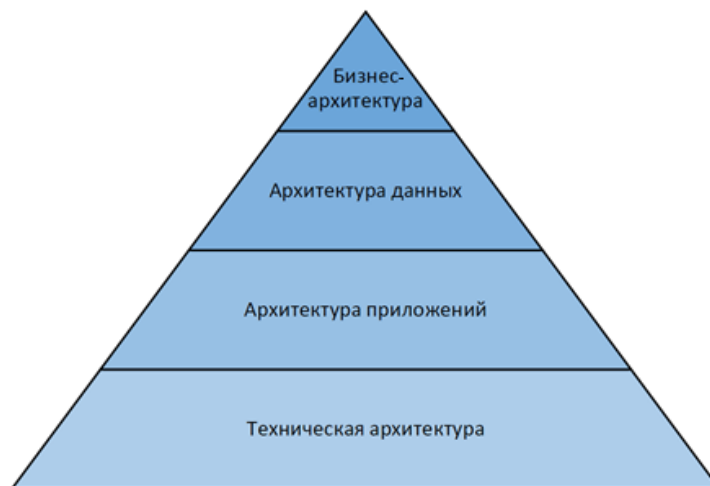 Бизнес-
архитектура
Архитектура данных
Архитектура приложений
Техническая архитектура